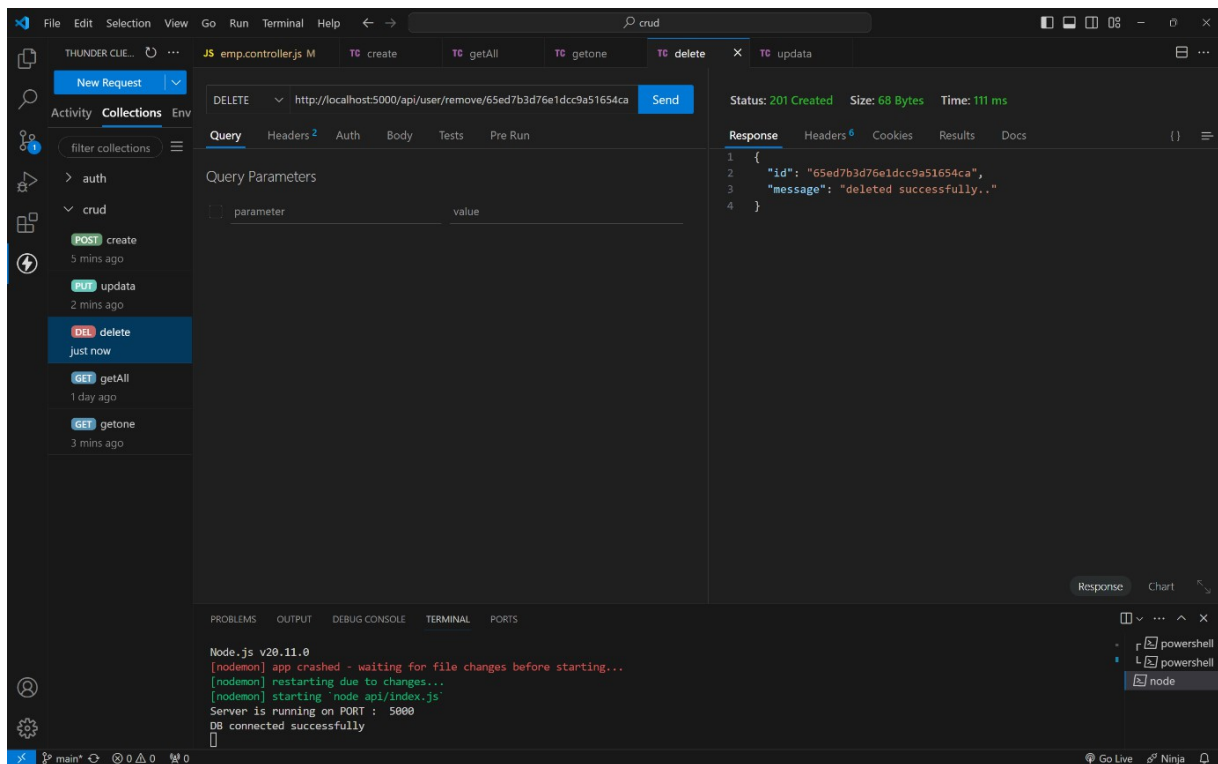 File Edit Selection View Go Run Terminal Help crud
THUNDER CLIE...
JS emp.controller.js M TC create TC getAll TC getone TC delete TC updata
New Request
Activity Collections Env
filter collections
auth
crud
POST create
5 mins ago
PUT updata
2 mins ago
DEL delete
just now
GET getAll
1 day ago
GET getone
3 mins ago
1
DELETE http://localhost:5000/api/user/remove/65ed7b3d76e1dcc9a51654ca Send
Query Headers 2 Auth Body Tests Pre Run
Query Parameters
parameter value
Status: 201 Created Size: 68 Bytes Time: 111 ms
Response Headers 6 Cookies Results Docs {}
1 {
2 "id": "65ed7b3d76e1dcc9a51654ca",
3 "message": "deleted successfully.."
4 }
Response Chart
PROBLEMS OUTPUT DEBUG CONSOLE TERMINAL PORTS
Node.js v20.11.0
[nodemon] app crashed - waiting for file changes before starting...
[nodemon] restarting due to changes...
[nodemon] starting `node api/index.js`
Server is running on PORT : 5000
DB connected successfully
powershell
powershell
node
main* 0 0 0 Go Live Ninja